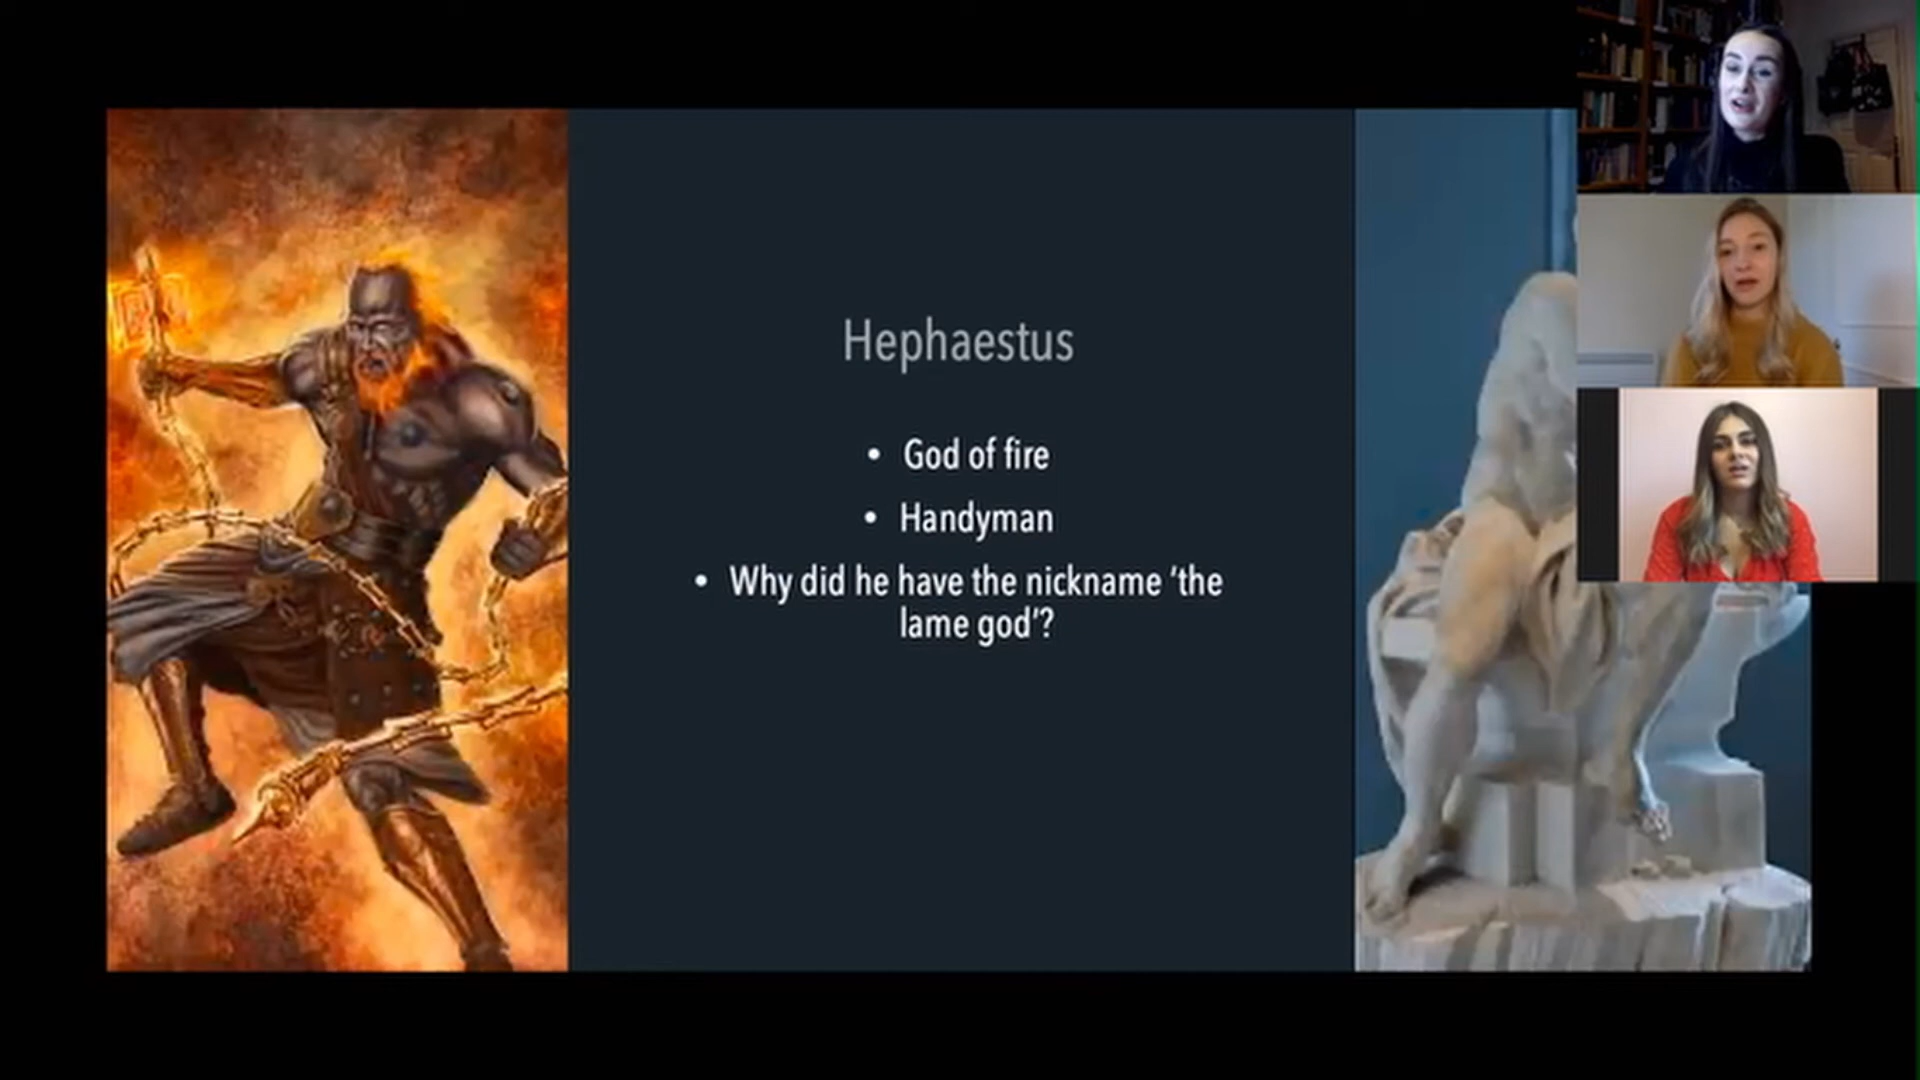 Hephaestus
• God of fire
• Handyman
• Why did he have the nickname ‘the
lame god’?